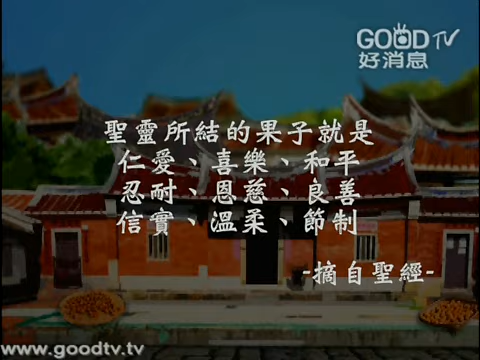 GOOD TV
好消息
聖靈所結的果子就是
仁愛、喜樂、和平
忍耐、恩慈、良善
信實、溫柔、節制
-摘自聖經-
www.goodtv.tv